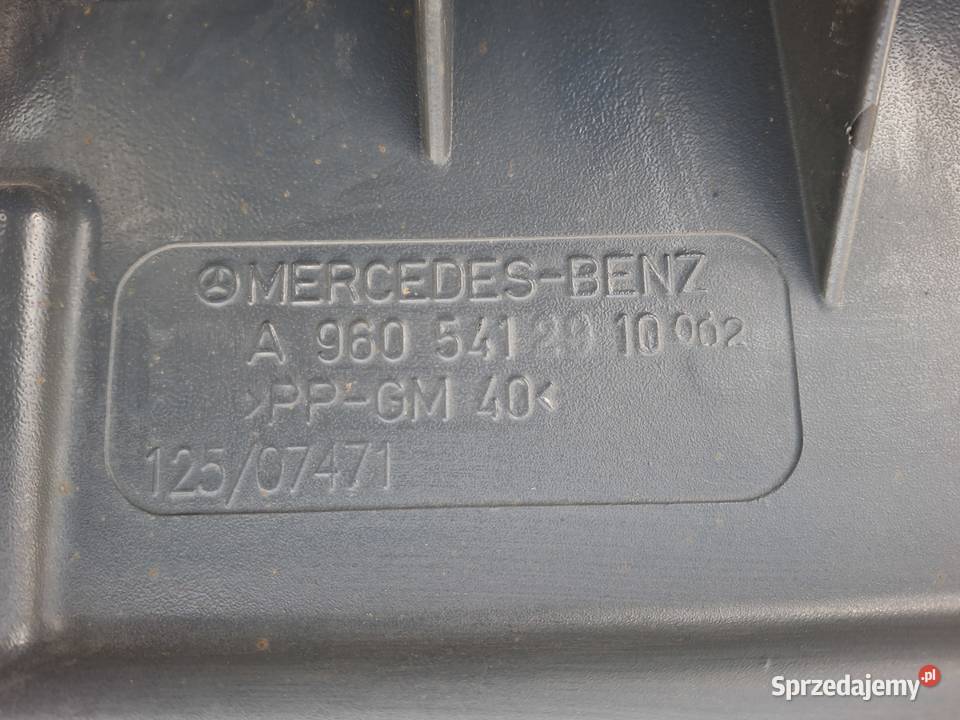 MERCEDES-BENZ
A 960 541 29 10 002
>PP-GM 40<
125/07471
Sprzedajemy.pl